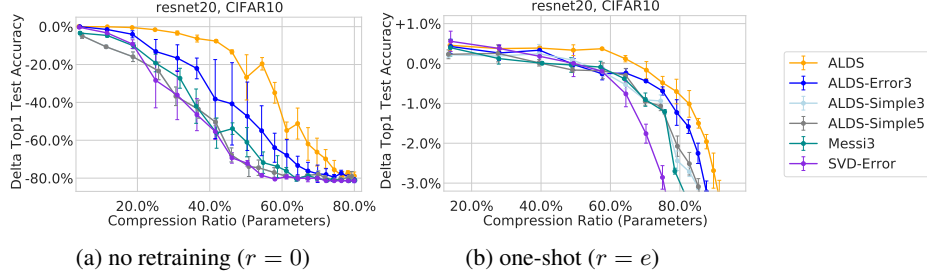 resnet20, CIFAR10
Delta Top1 Test Accuracy
0.0%
-20.0%
-40.0%
-60.0%
-80.0%
20.0% 40.0% 60.0% 80.0%
Compression Ratio (Parameters)
(a) no retraining (r = 0)
resnet20, CIFAR10
Delta Top1 Test Accuracy
+1.0%
0.0%
-1.0%
-2.0%
-3.0%
20.0% 40.0% 60.0% 80.0%
Compression Ratio (Parameters)
(b) one-shot (r = e)
ALDS
ALDS-Error3
ALDS-Simple3
ALDS-Simple5
Messi3
SVD-Error